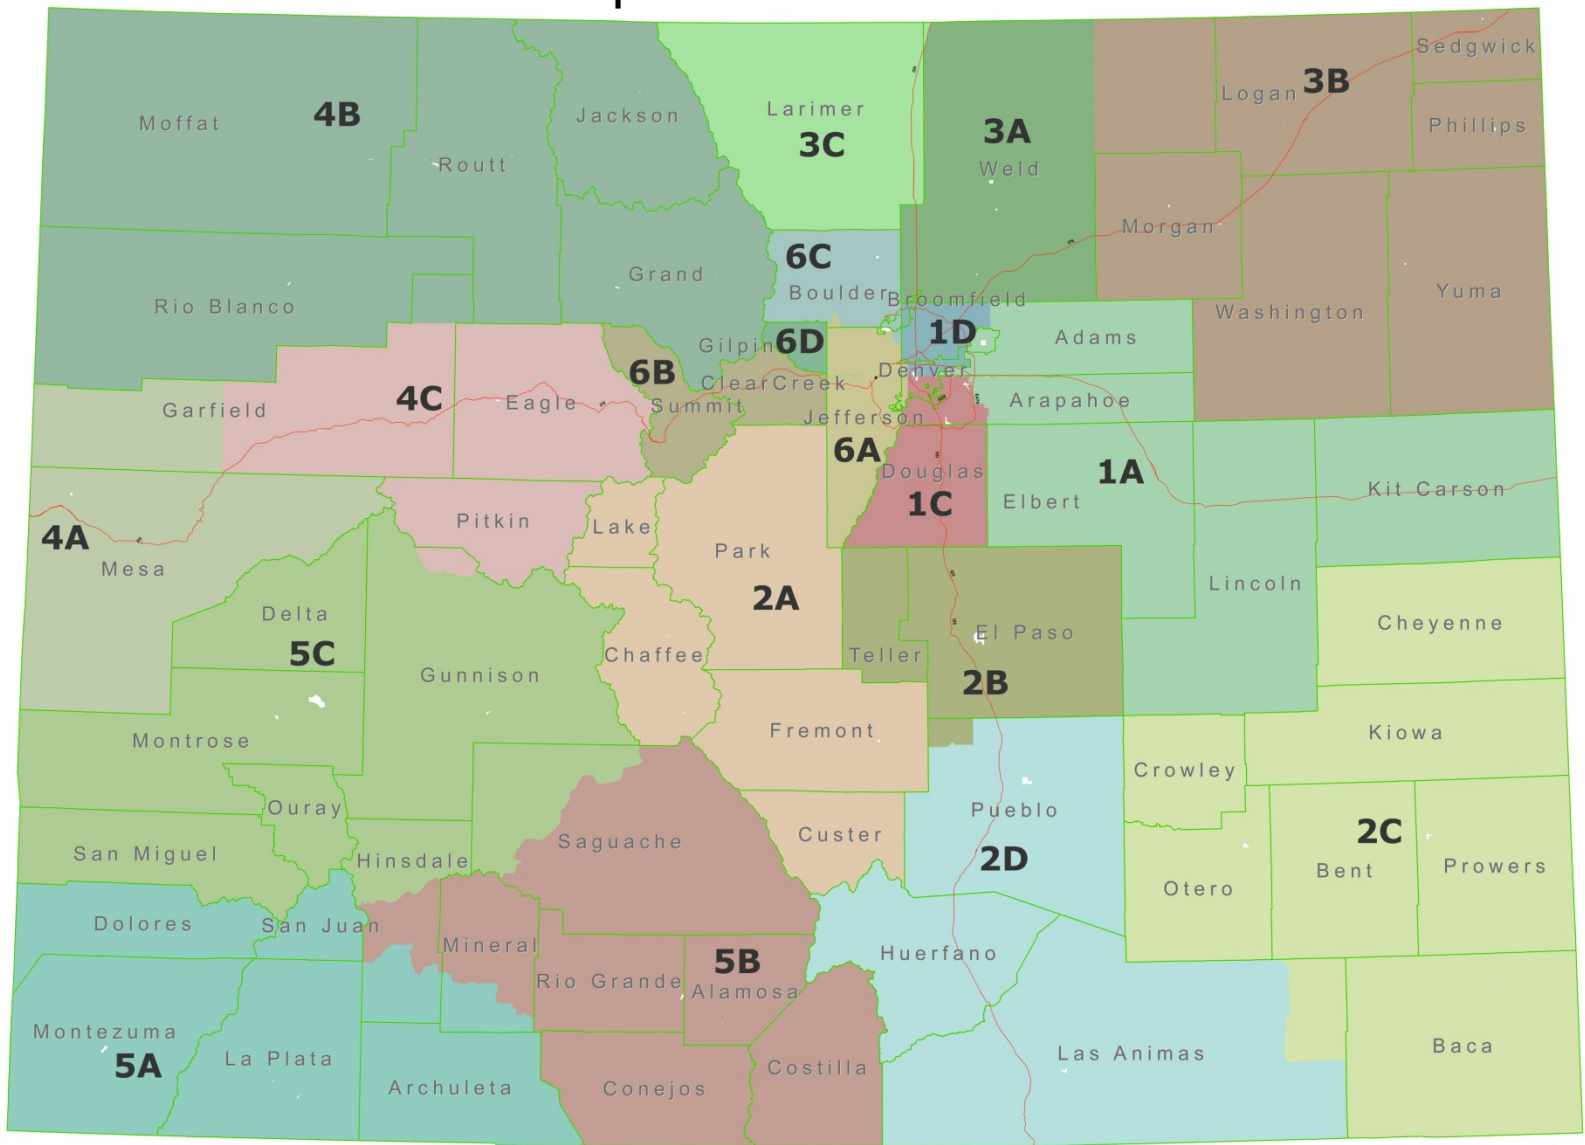 Sedgwick
3B
Logan
4B
Larimer
Jackson
Moffat
3A
Phillips
3C
Routt
Weld
Morgan
6C
Grand
Boulder
Yuma
Broomfield
Rio Blanco
Washington
1D
Adams
6D
Gilpin
Denver
6B
ClearCreek
4C
Eagle
Summit
Arapahoe
Garfield
Jefferson
6A
Douglas
1A
Kit Carson
1C
Elbert
Pitkin
Lake
4A
Park
Mesa
Lincoln
2A
Delta
Cheyenne
El Paso
5C
Chaffee
Teller
Gunnison
2B
Fremont
Kiowa
Montrose
Crowley
Ouray
Pueblo
2C
Custer
Saguache
San Miguel
Hinsdale
2D
Prowers
Bent
Otero
Dolores
San Juan
Mineral
Huerfano
5B
Rio Grande
Alamosa
Montezuma
Baca
La Plata
Las Animas
5A
Costilla
Archuleta
Conejos